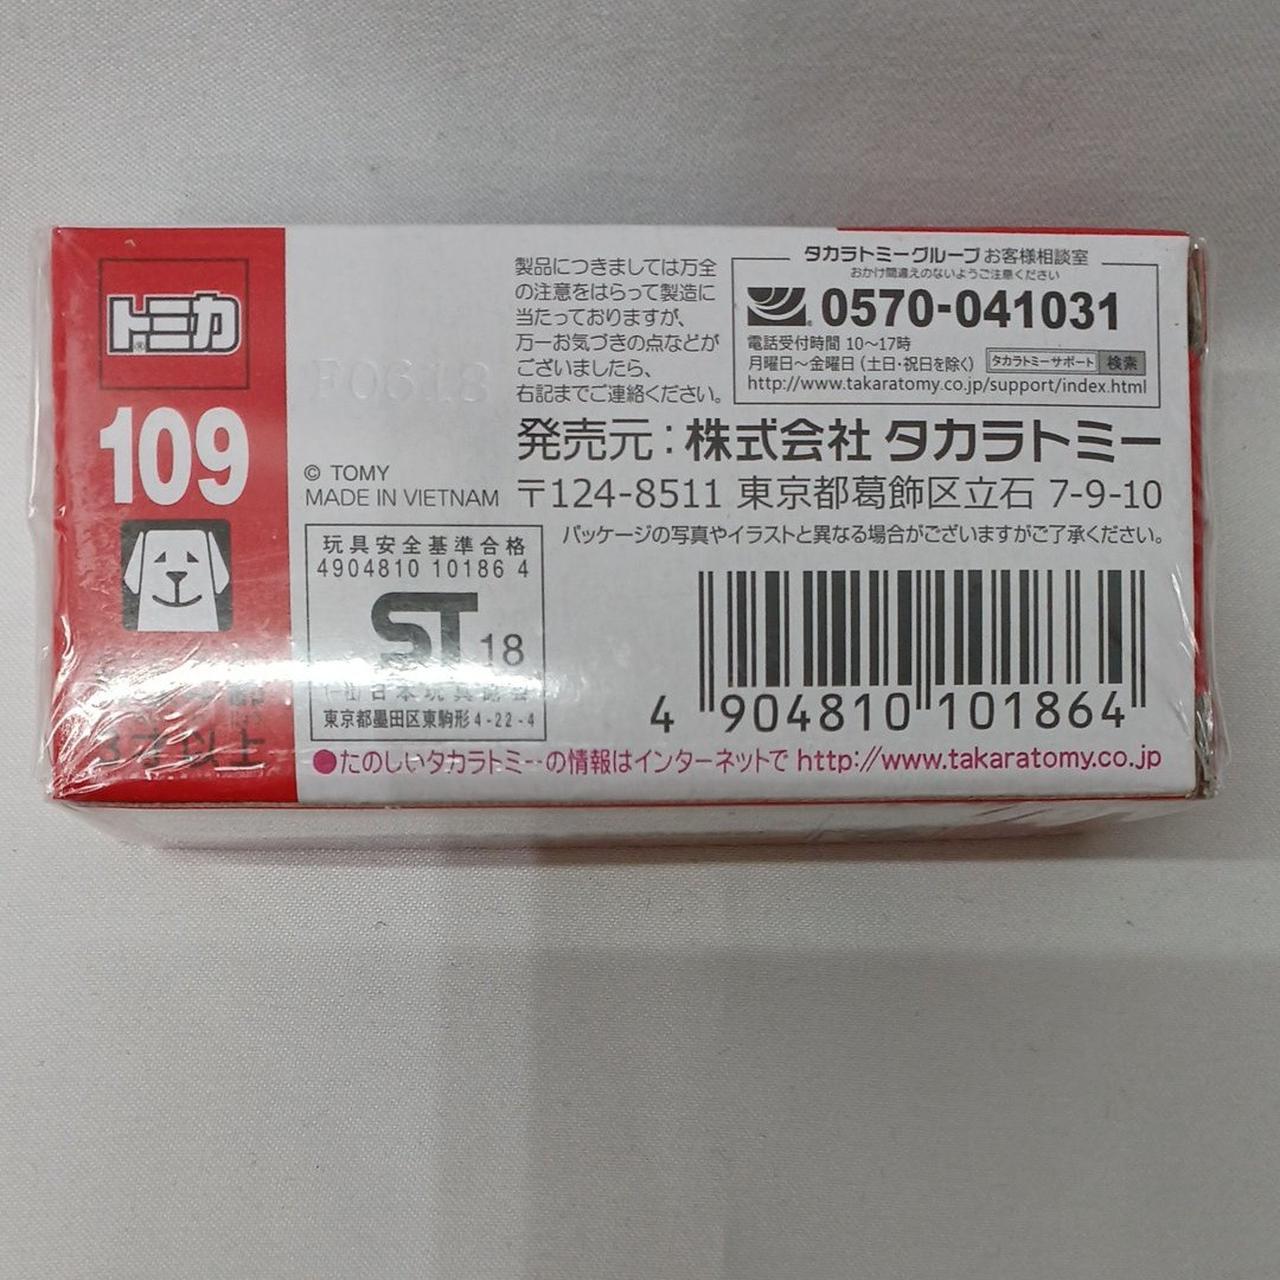 トミカ
109
3才以上
F0618
© TOMY
MADE IN VIETNAM
製品につきましては万全
の注意をはらって製造に
当たっておりますが、
万一お気づきの点などが
ございましたら、
右記までご連絡ください。
タカラトミーグループお客様相談室
おかけ間違えのないようご注意ください
0570-041031
電話受付時間 10〜17時
月曜日〜金曜日(土日・祝日を除く) タカラトミーサポート 検索
http://www.takaratomy.co.jp/support/index.html
発売元:株式会社 タカラトミー
〒124-8511 東京都葛飾区立石 7-9-10
パッケージの写真やイラストと異なる場合がございますがご了承ください。
玩具安全基準合格
4904810 10186 4
ST 18
(一社)日本玩具協会
東京都墨田区東駒形4-22-4
4 904810 101864
●たのしいタカラトミーの情報はインターネットで http://www.takaratomy.co.jp